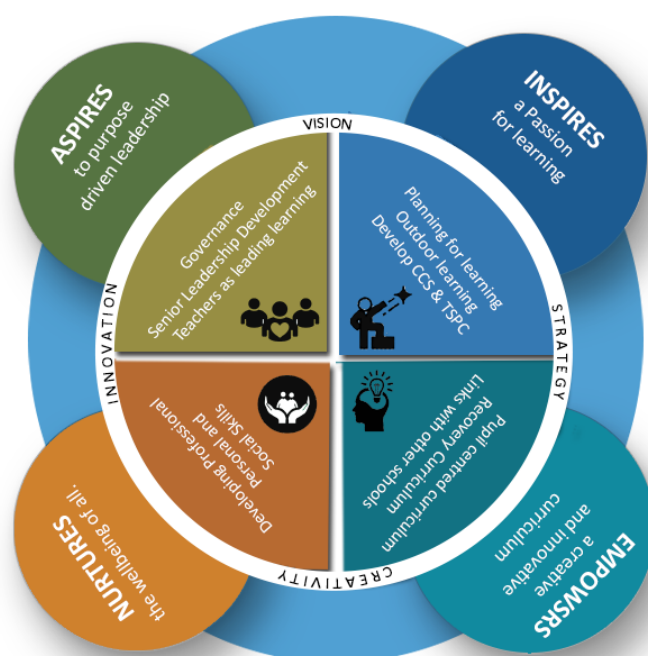 ASPIRES
to purpose
driven leadership
INSPIRES
a Passion
for learning
VISION
Governance
Senior Leadership Development
Teachers as leading learning
Planning for learning
Outdoor learning
Develop CCS & TSPC
INNOVATION
STRATEGY
Developing Professional
Personal and
Social Skills
Pupil centred curriculum
Recovery Curriculum
Links with other schools
CREATIVITY
NURTURES
the wellbeing of all.
EMPOWSRS
a creative
and innovative
curriculum